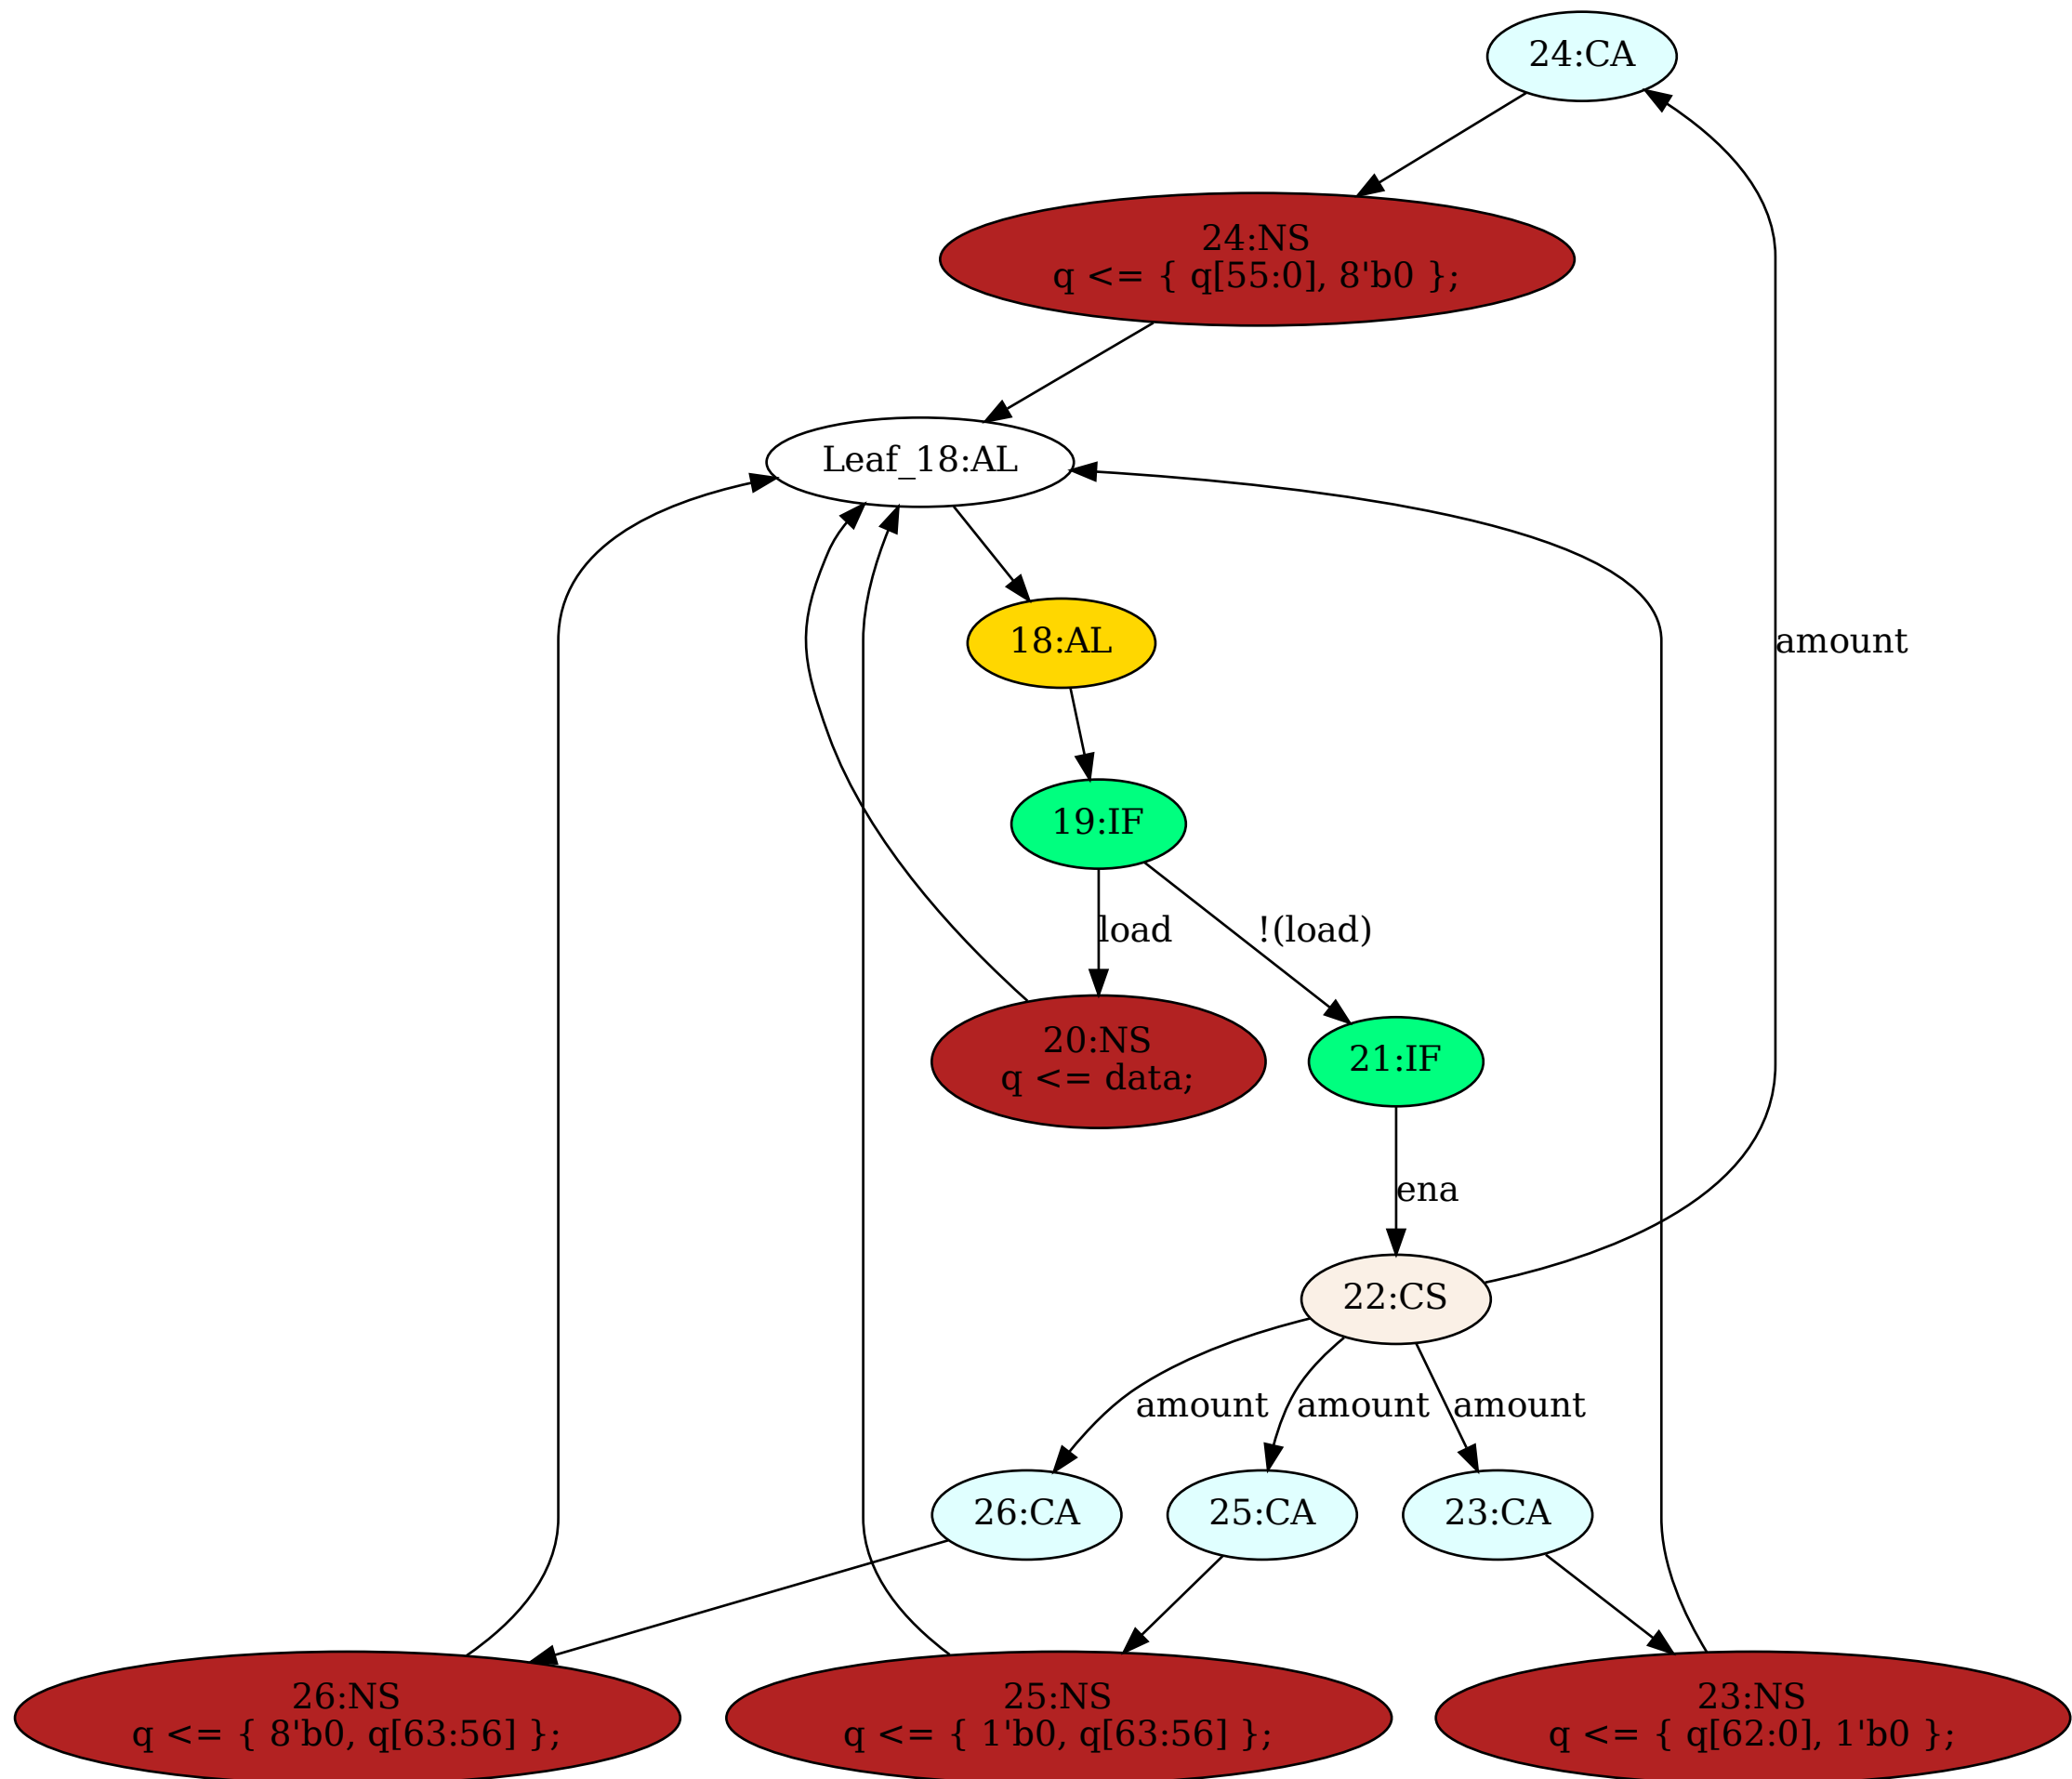 24:CA
24:NS
q <= { q[55:0], 8'b0 };
Leaf_18:AL
18:AL
amount
19:IF
load
!(load)
20:NS
q <= data;
21:IF
ena
22:CS
amount
amount
amount
26:CA
25:CA
23:CA
26:NS
q <= { 8'b0, q[63:56] };
25:NS
q <= { 1'b0, q[63:56] };
23:NS
q <= { q[62:0], 1'b0 };